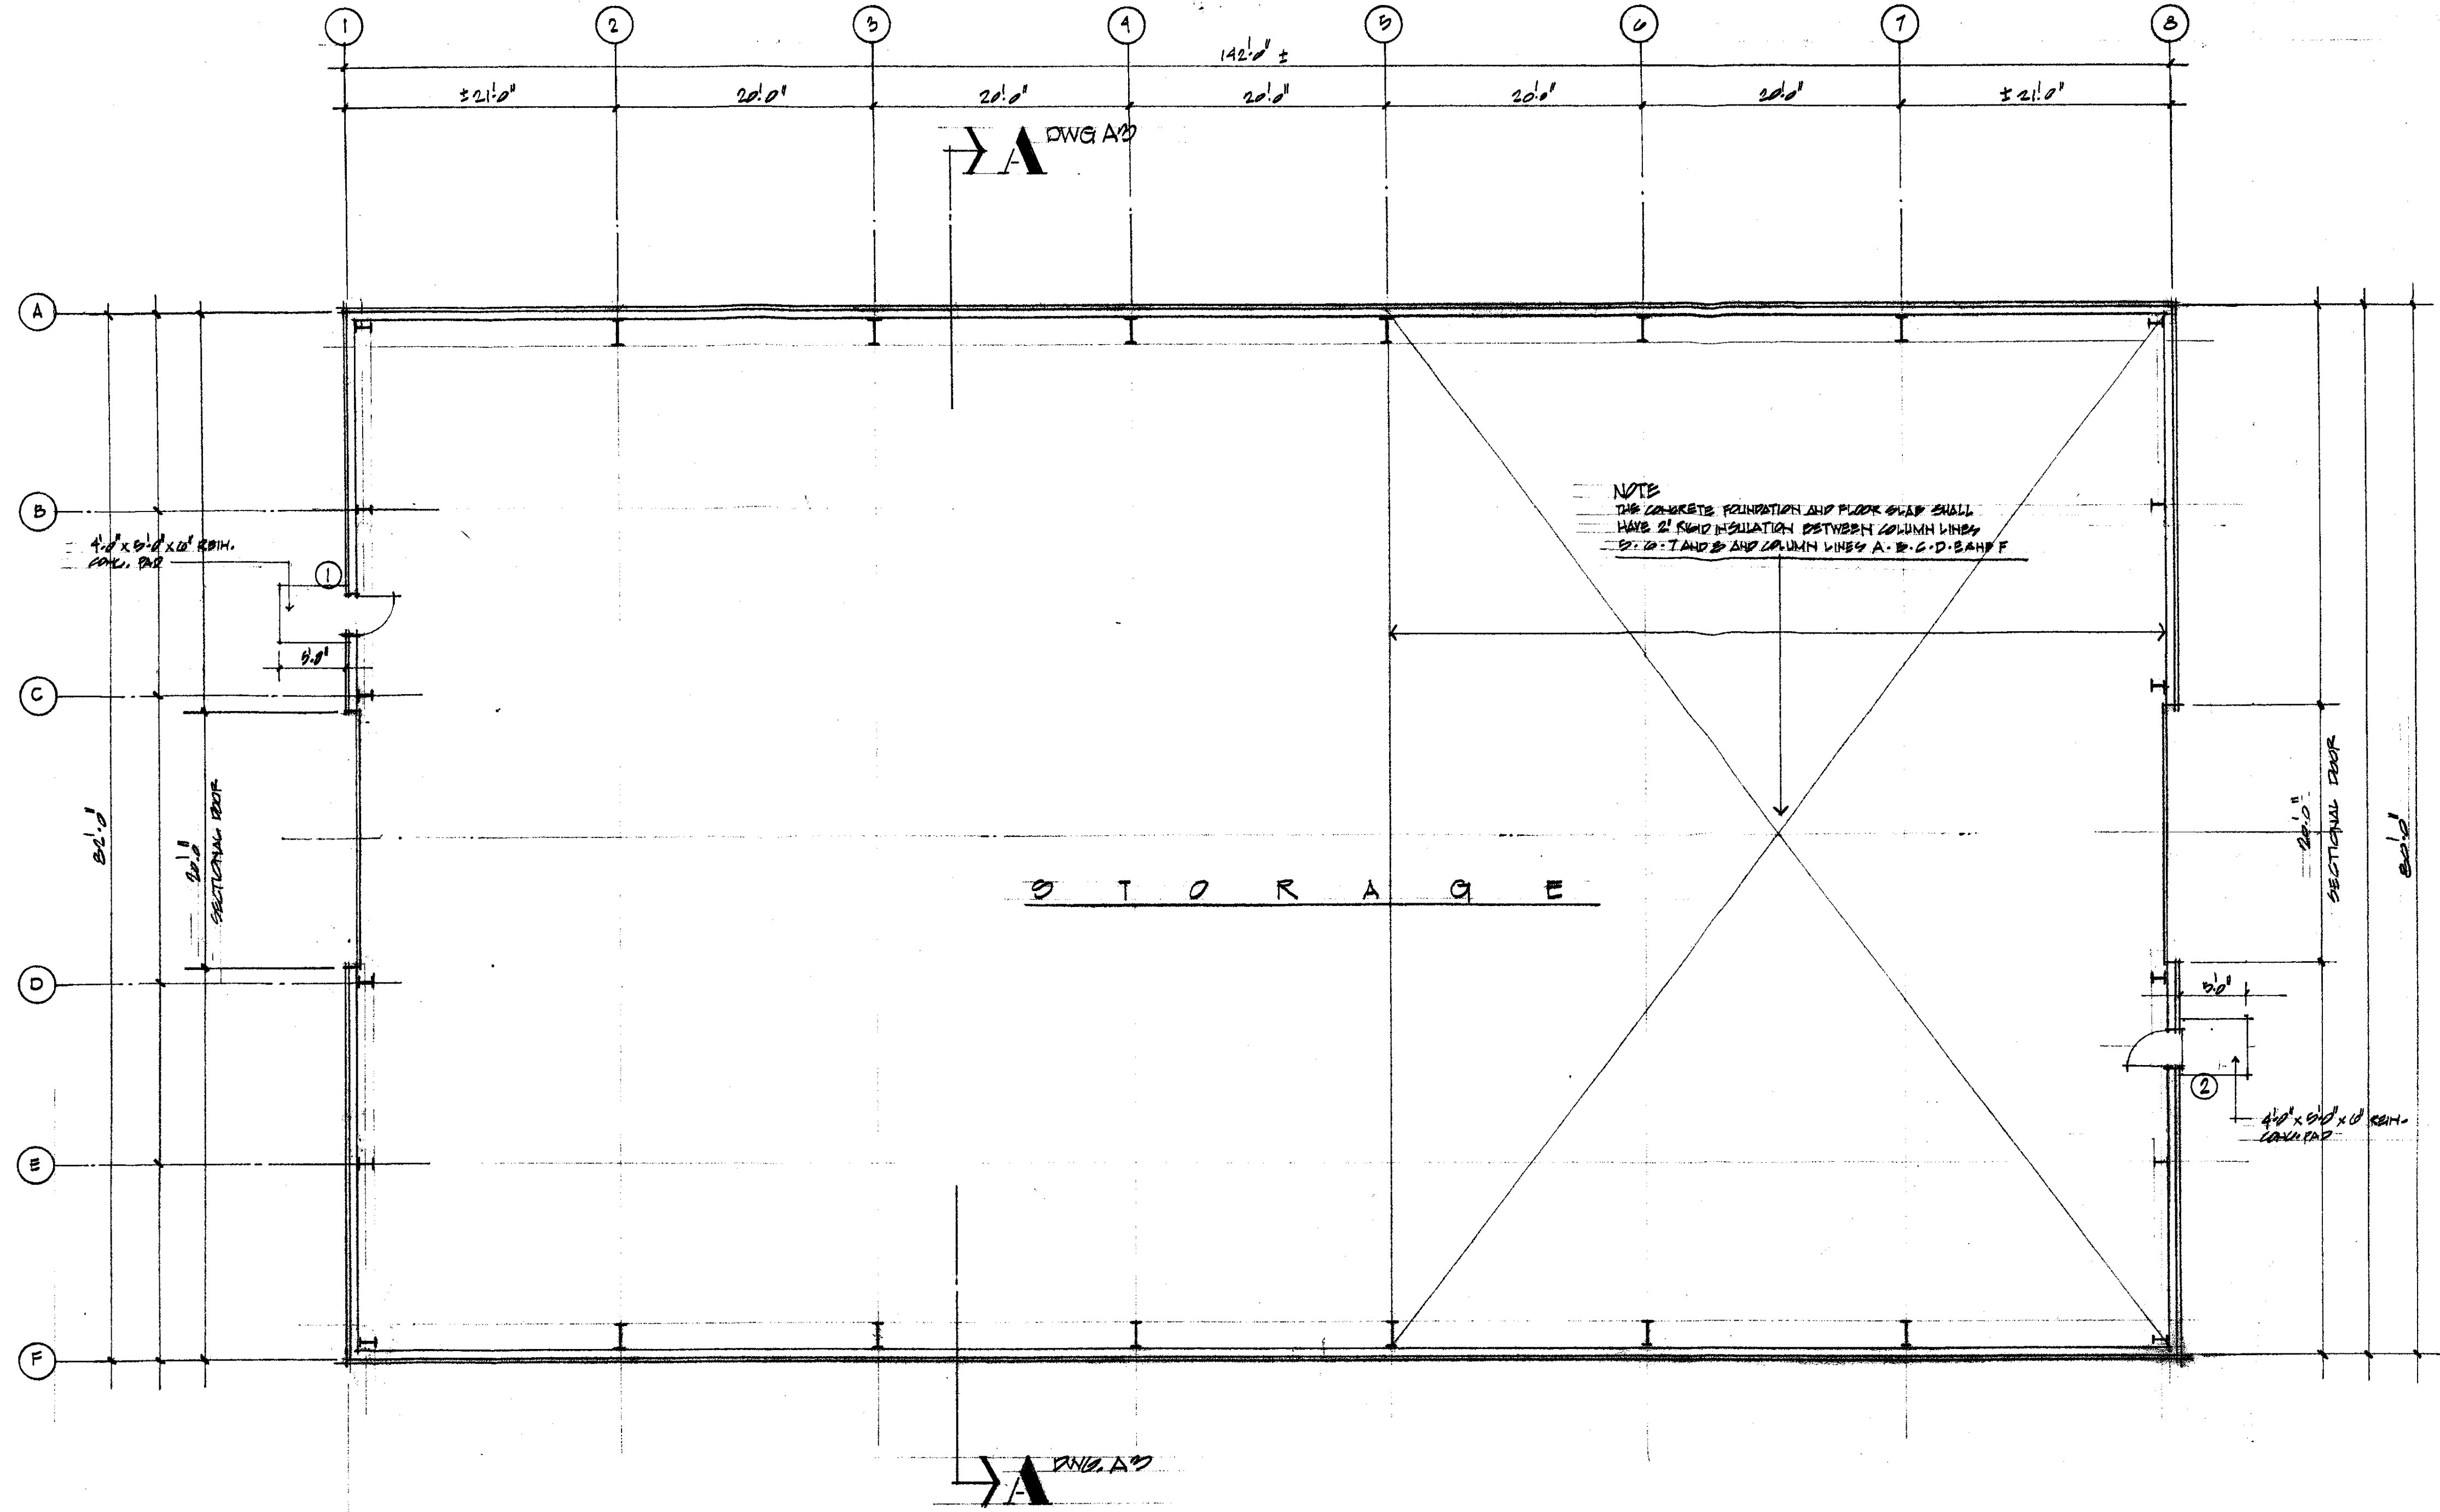 1 2 3 4 5 6 7 8
142'-0" ±
± 21'-0" 20'-0" 20'-0" 20'-0" 20'-0" 20'-0" ± 21'-0"
A DWG A3
A
B
NOTE
THE CONCRETE FOUNDATION AND FLOOR SLAB SHALL
HAVE 2" RIGID INSULATION BETWEEN COLUMN LINES
5-6-7 AND 8 AND COLUMN LINES A-B-C-D-E AND F
4'-0" x 5'-0" x 6" REIN.
CONC. PAD
1
5'-0"
C
82'-0"
20'-0"
SECTIONAL DOOR
20'-0"
SECTIONAL DOOR
80'-0"
STORAGE
D
5'-0"
2
4'-0" x 5'-0" x 6" REIN.
CONC. PAD
E
F
A DWG. A3